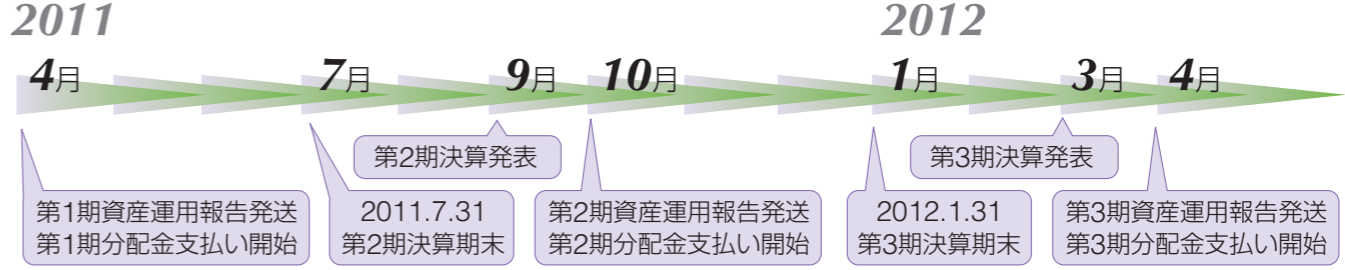 2011
2012
4月
7月
9月
10月
1月
3月
4月
第2期決算発表
第3期決算発表
第1期資産運用報告発送
第1期分配金支払い開始
2011.7.31
第2期決算期末
第2期資産運用報告発送
第2期分配金支払い開始
2012.1.31
第3期決算期末
第3期資産運用報告発送
第3期分配金支払い開始